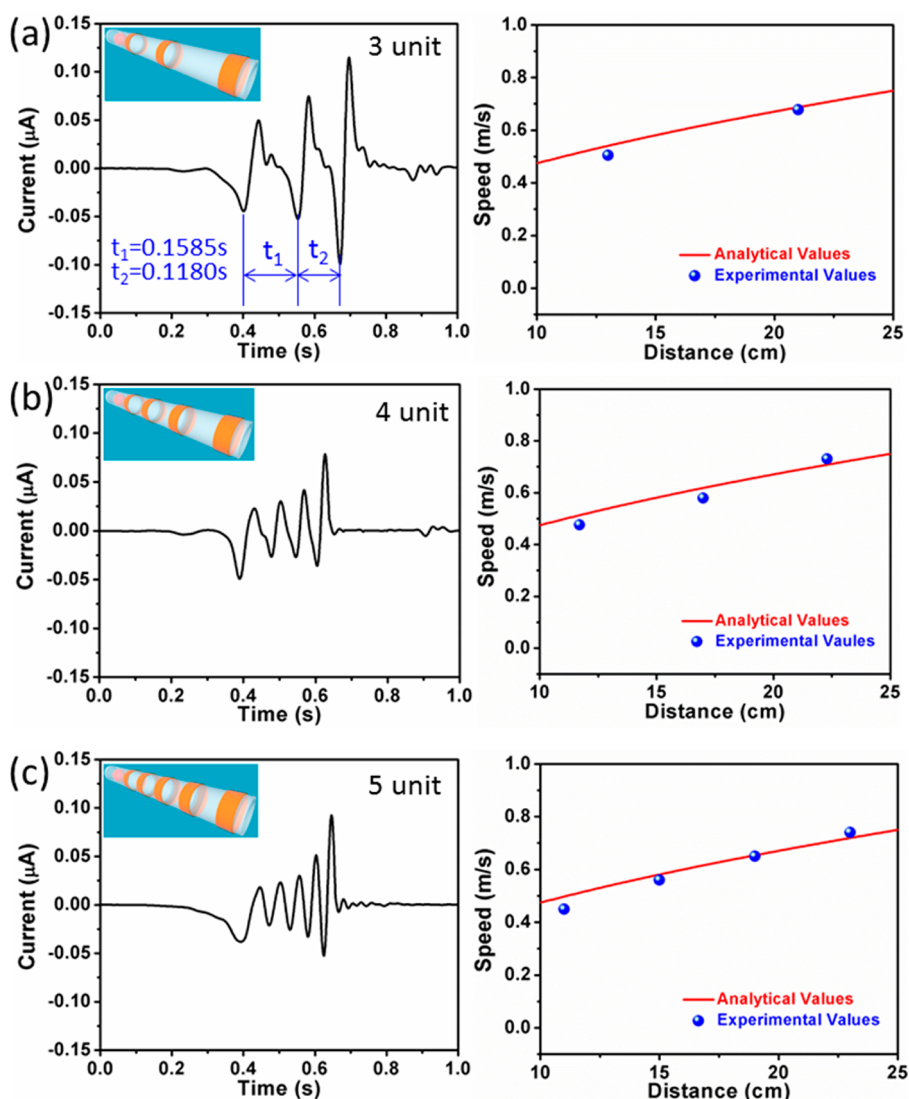 (a)
3 unit
t₁=0.1585s
t₂=0.1180s
t₁
t₂
Current (μA)
0.15
0.10
0.05
0.00
-0.05
-0.10
-0.15
0.0 0.2 0.4 0.6 0.8 1.0
Time (s)
Speed (m/s)
1.0
0.8
0.6
0.4
0.2
0.0
Analytical Values
Experimental Values
10 15 20 25
Distance (cm)
(b)
4 unit
Current (μA)
0.15
0.10
0.05
0.00
-0.05
-0.10
-0.15
0.0 0.2 0.4 0.6 0.8 1.0
Time (s)
Speed (m/s)
1.0
0.8
0.6
0.4
0.2
0.0
Analytical Values
Experimental Vaules
10 15 20 25
Distance (cm)
(c)
5 unit
Current (μA)
0.15
0.10
0.05
0.00
-0.05
-0.10
-0.15
0.0 0.2 0.4 0.6 0.8 1.0
Time (s)
Speed (m/s)
1.0
0.8
0.6
0.4
0.2
0.0
Analytical Values
Experimental Values
10 15 20 25
Distance (cm)